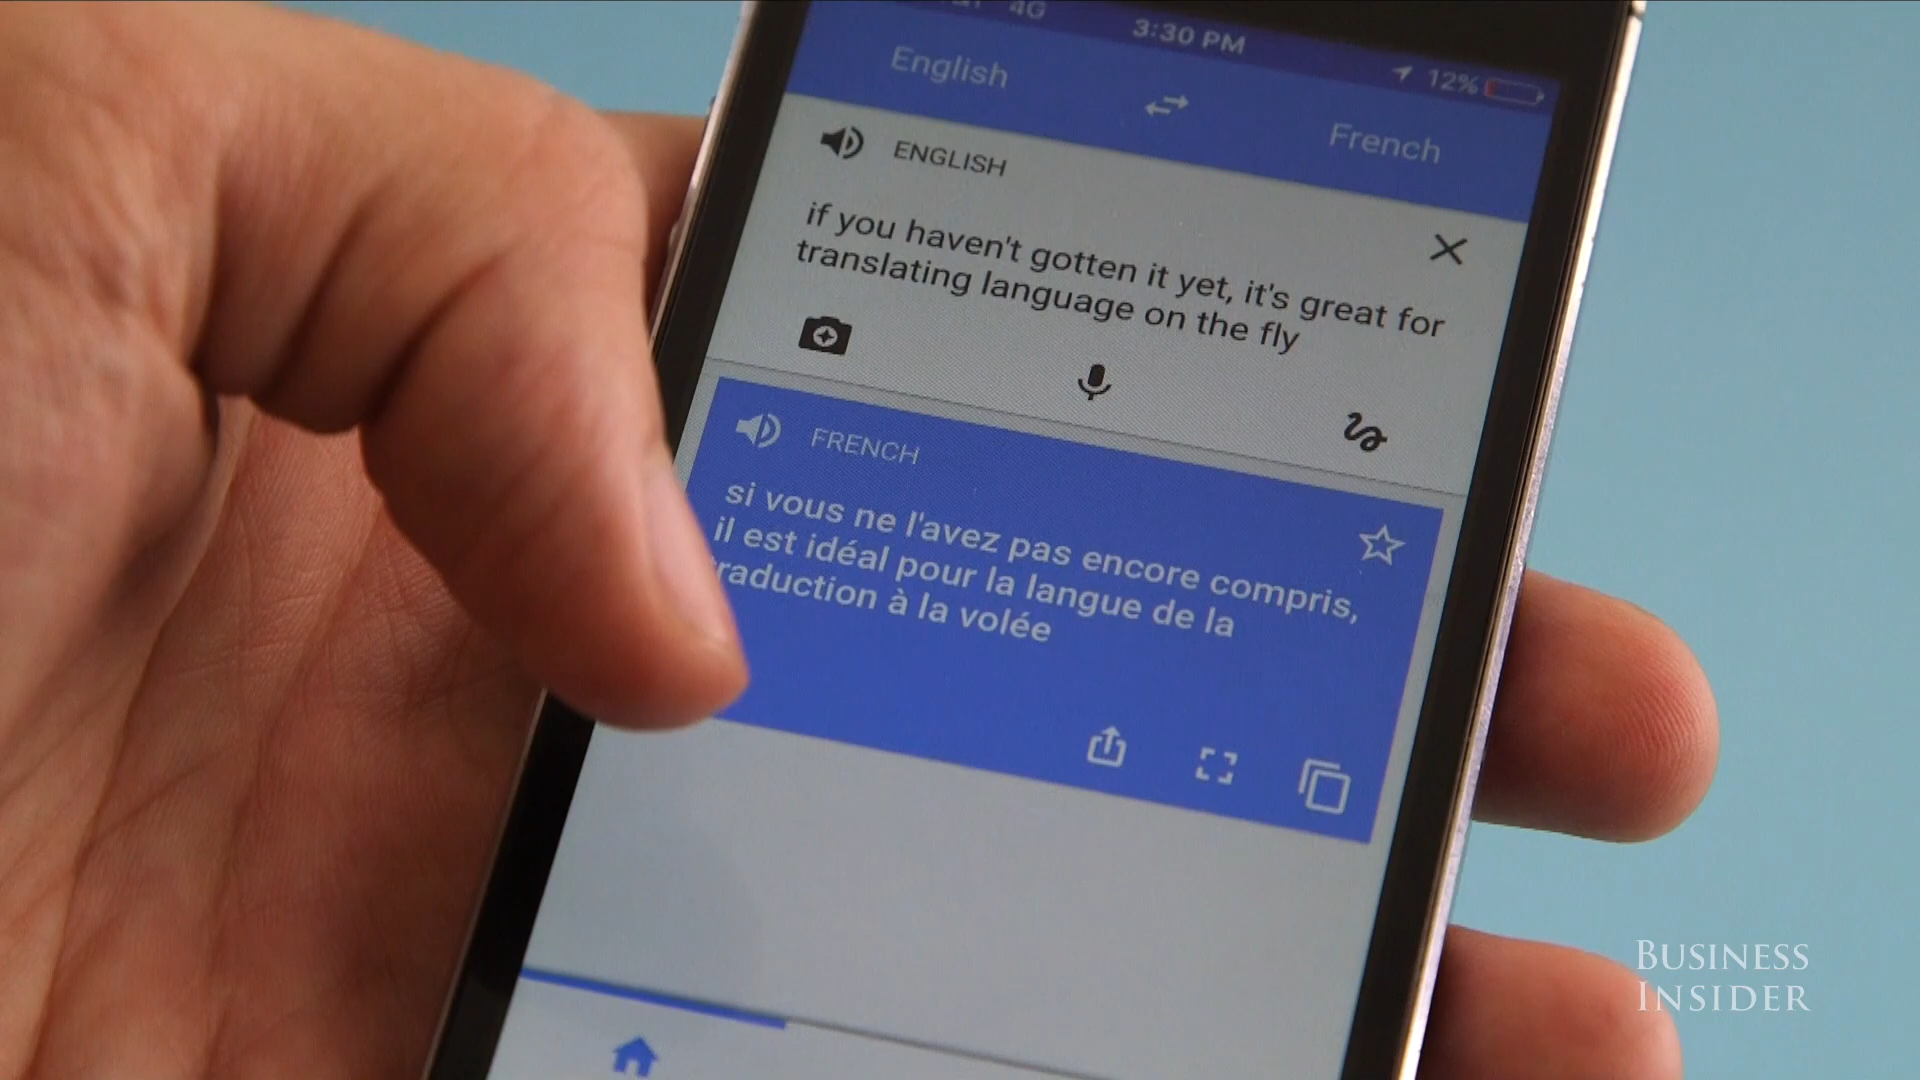 4G 3:30 PM 12%
English French
ENGLISH
if you haven't gotten it yet, it's great for
translating language on the fly
FRENCH
si vous ne l'avez pas encore compris,
il est idéal pour la langue de la
raduction à la volée
BUSINESS
INSIDER